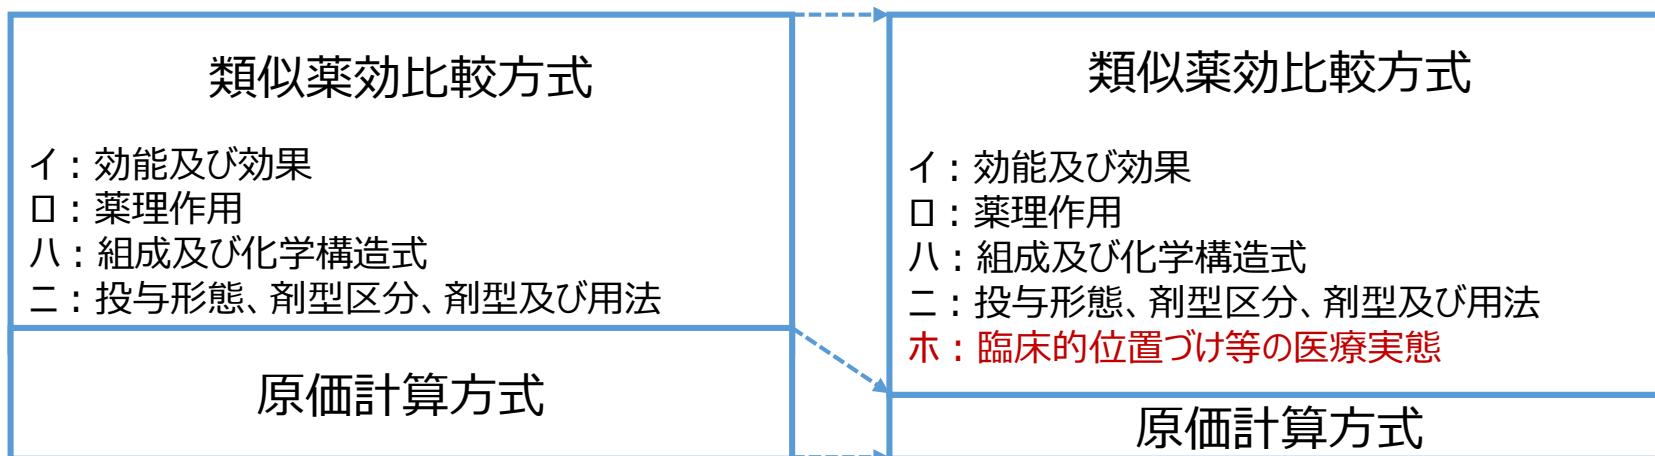 類似薬効比較方式
イ：効能及び効果
ロ：薬理作用
ハ：組成及び化学構造式
ニ：投与形態、剤型区分、剤型及び用法
原価計算方式
類似薬効比較方式
イ：効能及び効果
ロ：薬理作用
ハ：組成及び化学構造式
ニ：投与形態、剤型区分、剤型及び用法
ホ：臨床的位置づけ等の医療実態
原価計算方式